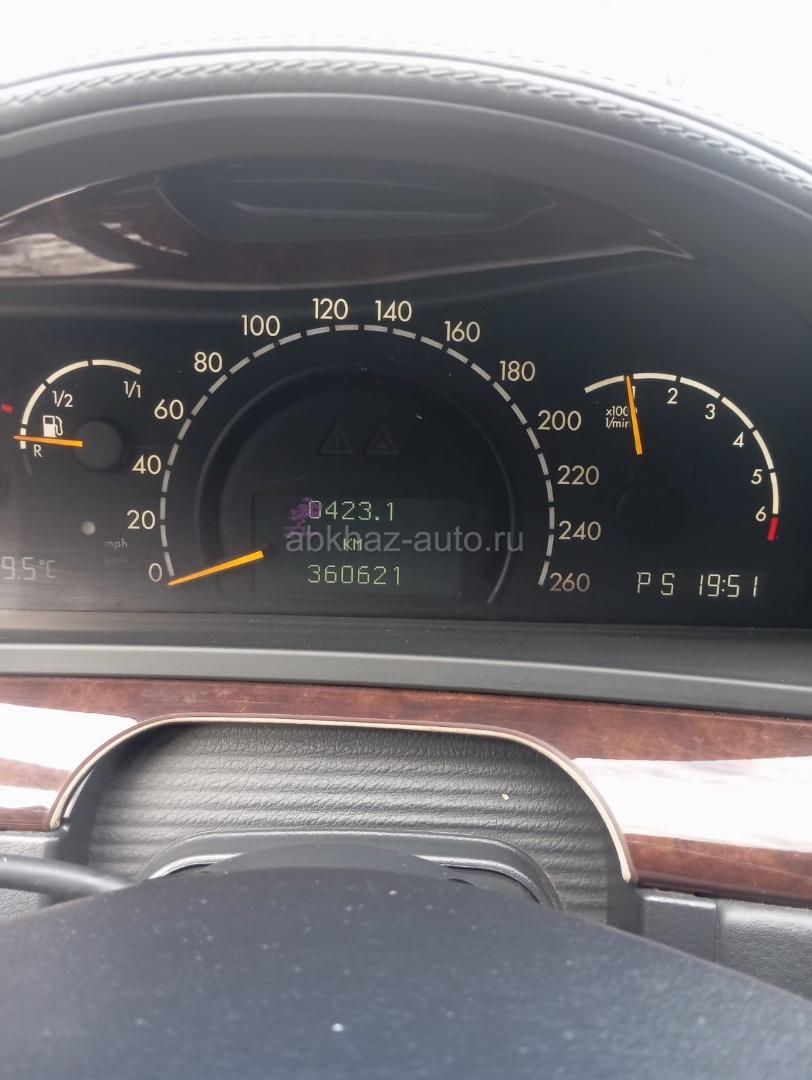 120 140
100 160
80 180
60 200
40 220
20 240
0 260
1/2 1/1
R
mph
km/h
9.5°C
x100
1/min
1 2 3 4 5 6
0423.1
KM
360621
P S 19:51
abkhaz-auto.ru